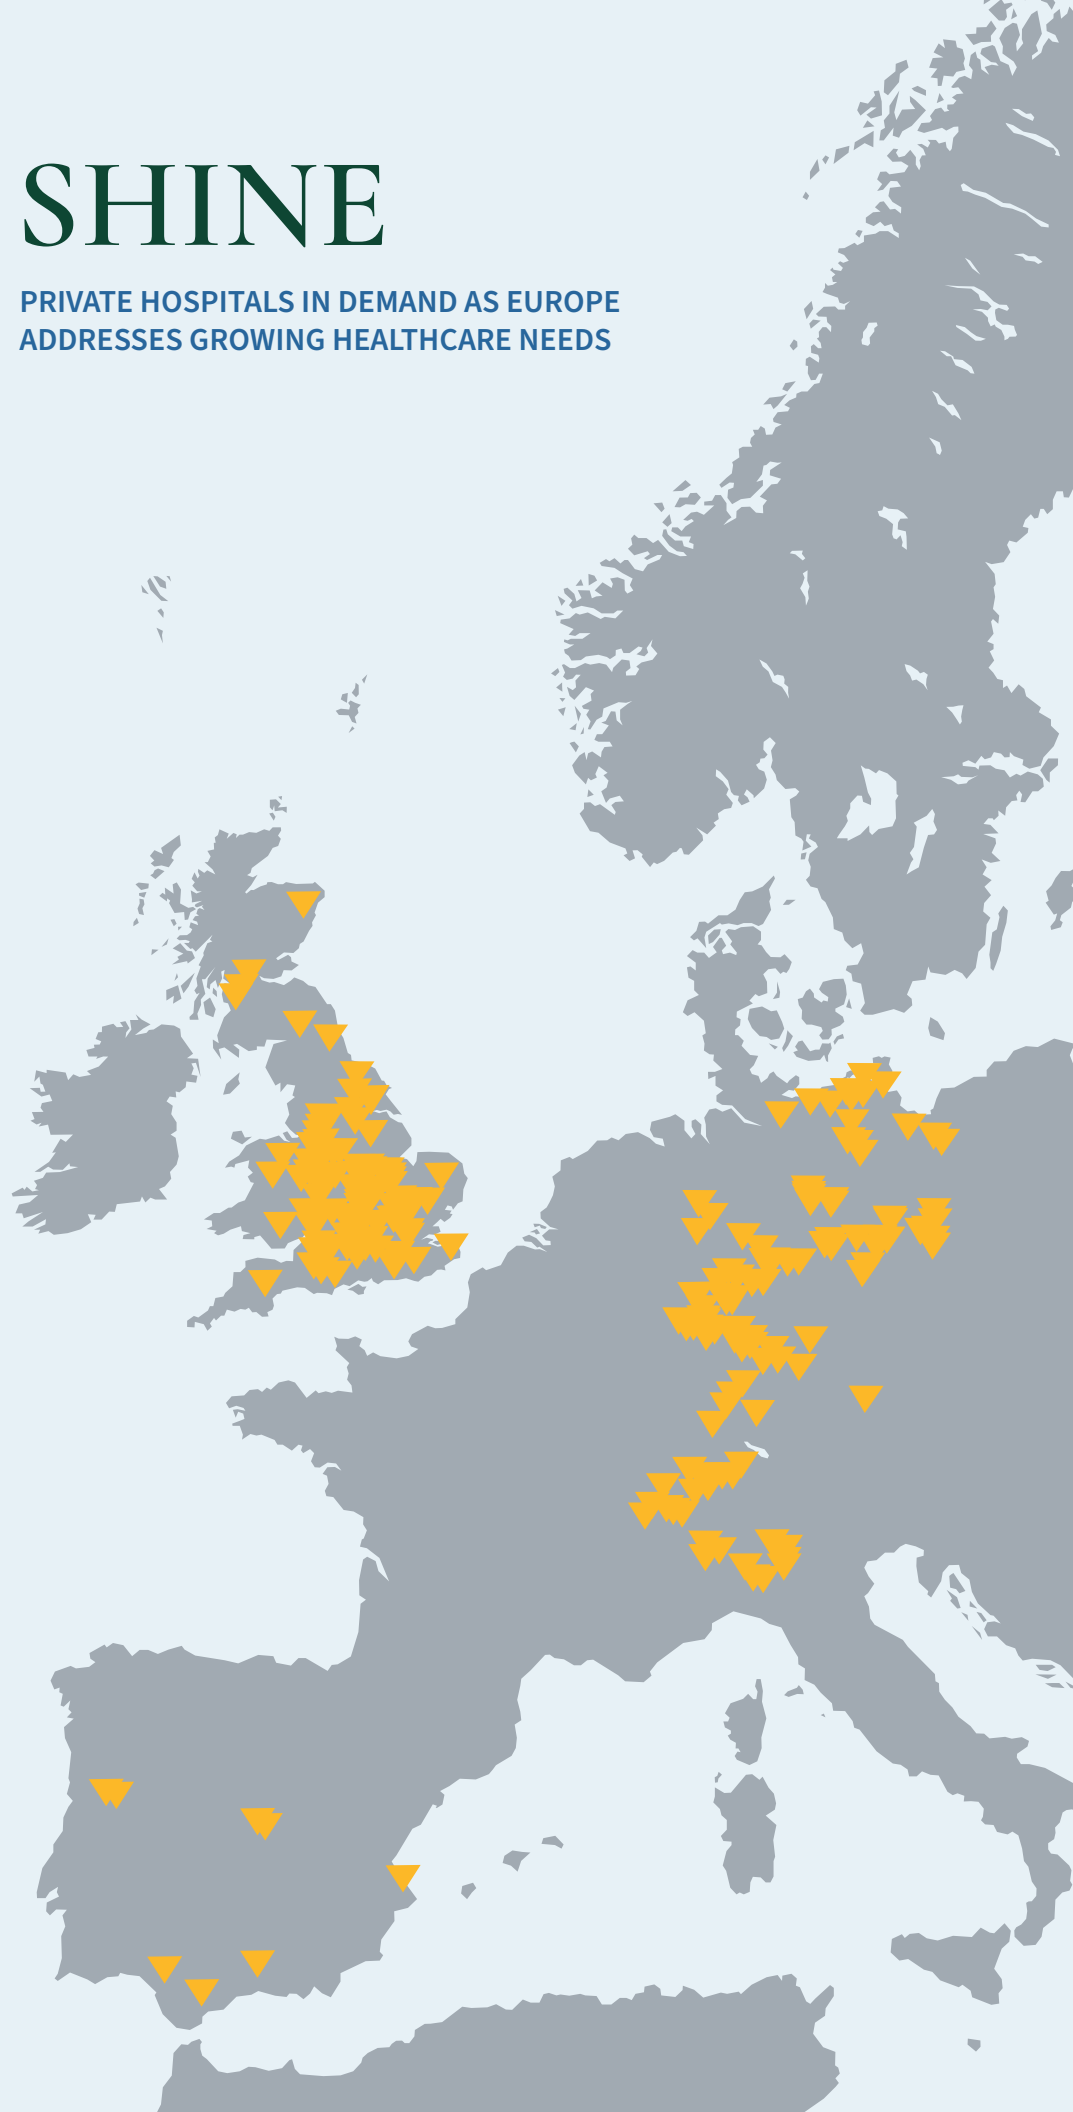 SHINE
PRIVATE HOSPITALS IN DEMAND AS EUROPE
ADDRESSES GROWING HEALTHCARE NEEDS